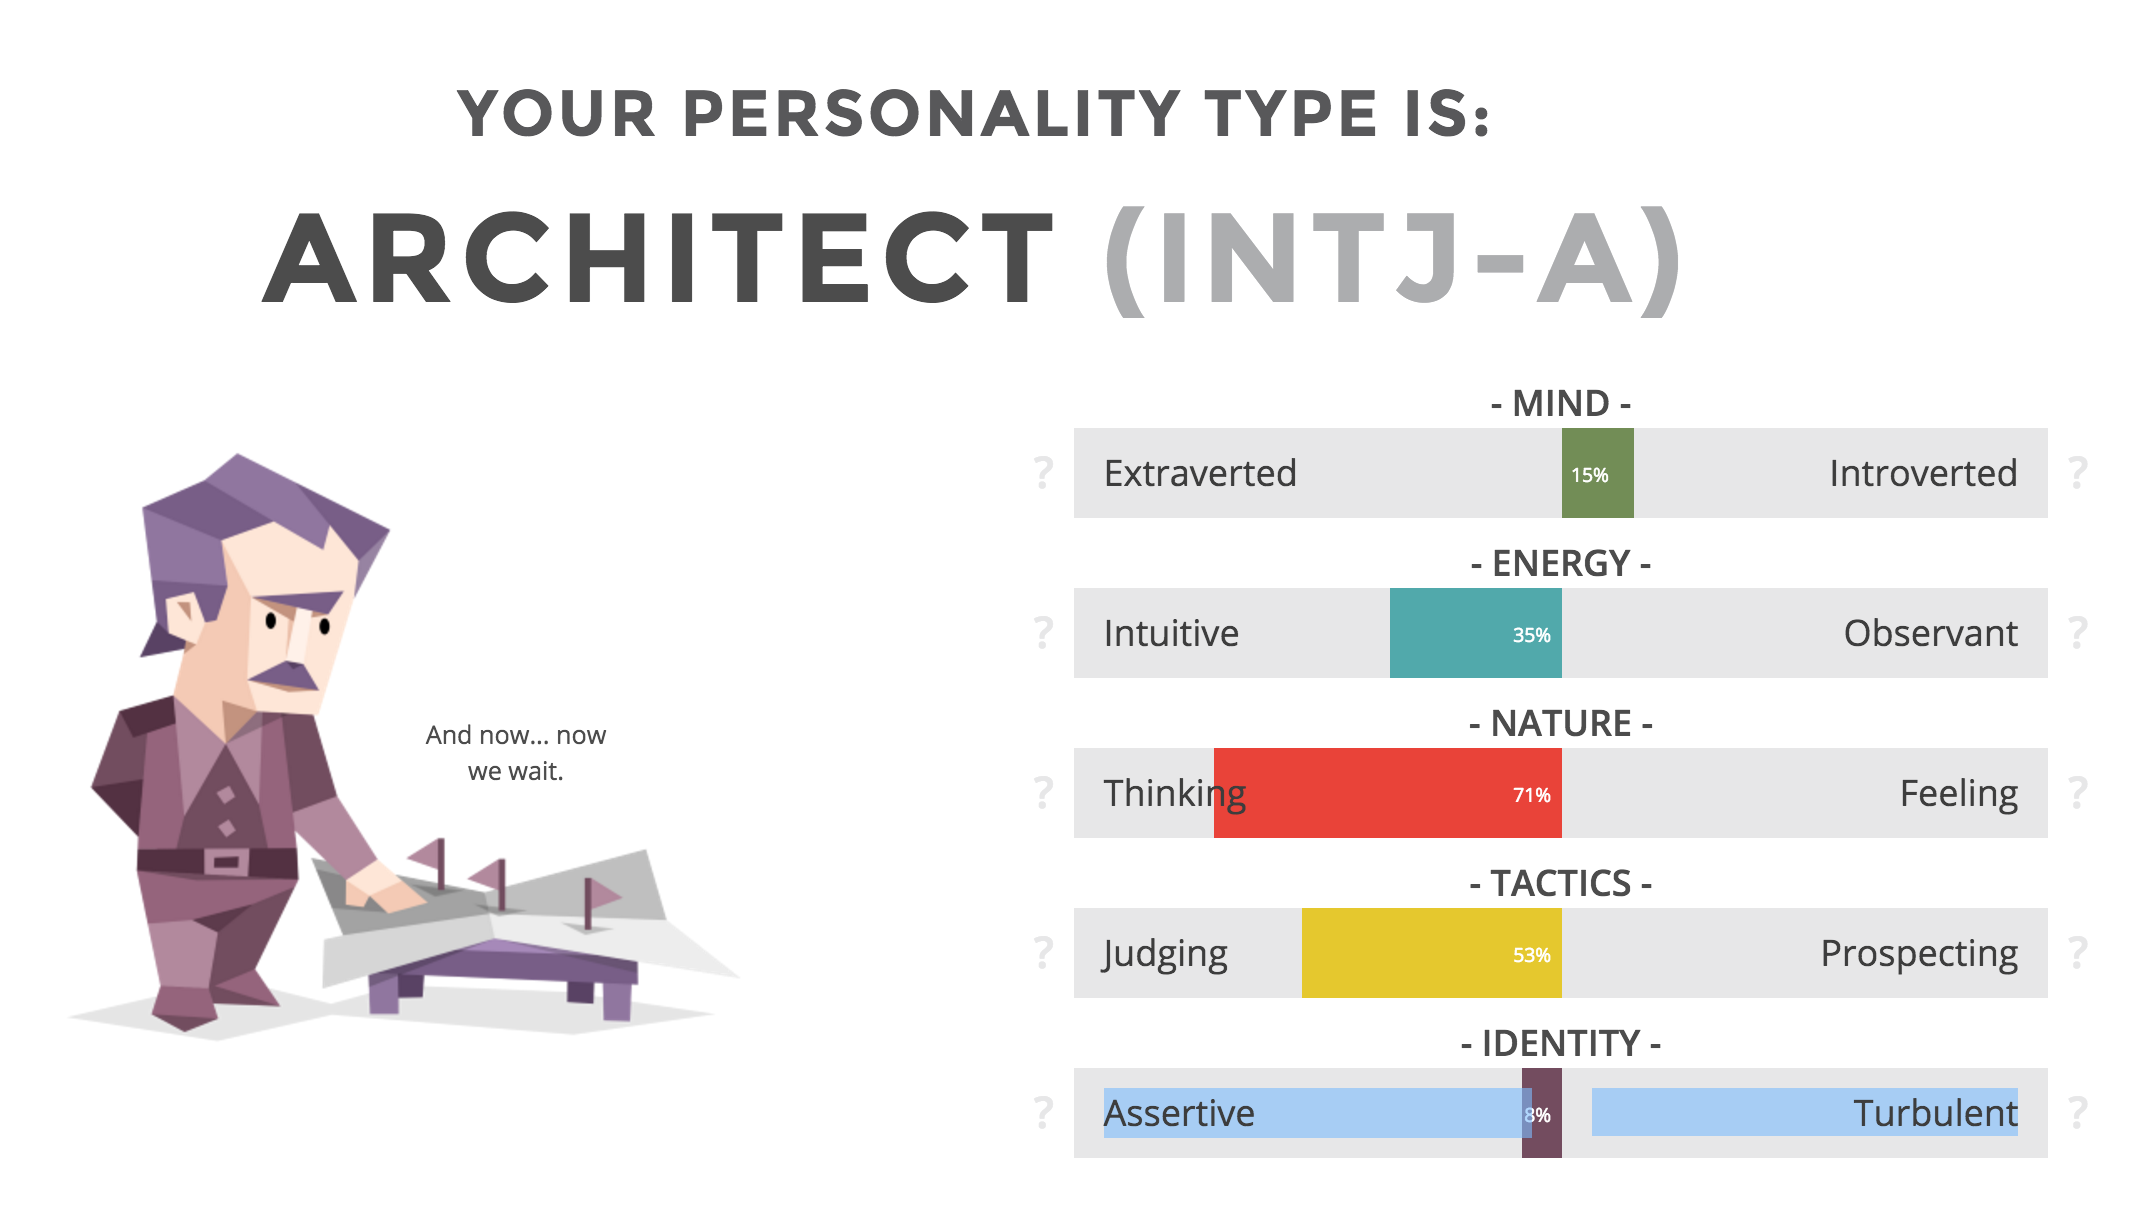 YOUR PERSONALITY TYPE IS:
ARCHITECT (INTJ-A)
And now... now
we wait.
- MIND -
? Extraverted 15% Introverted ?
- ENERGY -
? Intuitive 35% Observant ?
- NATURE -
? Thinking 71% Feeling ?
- TACTICS -
? Judging 53% Prospecting ?
- IDENTITY -
? Assertive 8% Turbulent ?